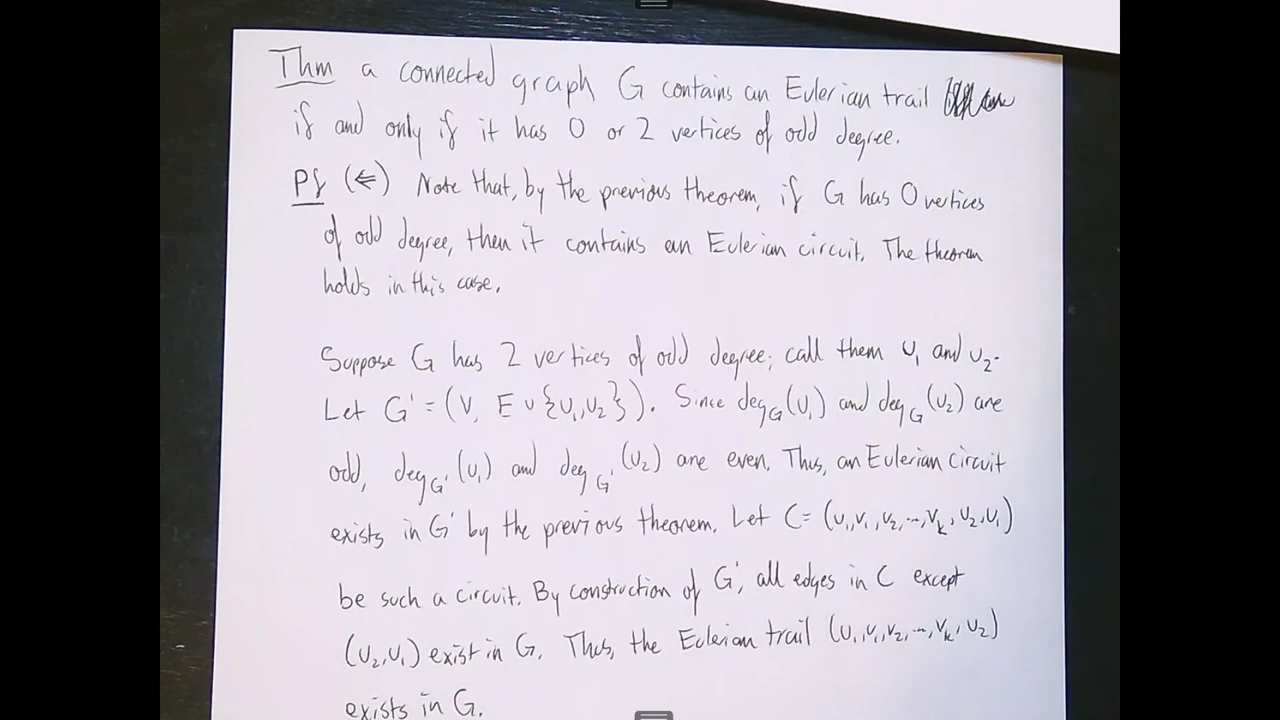 Thm a connected graph G contains an Eulerian trail
if and only if it has 0 or 2 vertices of odd degree.
Pf (⇐) Note that, by the previous theorem, if G has 0 vertices
of odd degree, then it contains an Eulerian circuit. The theorem
holds in this case.
Suppose G has 2 vertices of odd degree; call them u₁ and u₂.
Let G' = (V, E ∪ {u₁,u₂}). Since deg_G(u₁) and deg_G(u₂) are
odd, deg_G'(u₁) and deg_G'(u₂) are even. Thus, an Eulerian circuit
exists in G' by the previous theorem. Let C = (u₁,v₁,v₂,...,vₖ,u₂,u₁)
be such a circuit. By construction of G', all edges in C except
(u₂,u₁) exist in G. Thus, the Eulerian trail (u₁,v₁,v₂,...,vₖ,u₂)
exists in G.